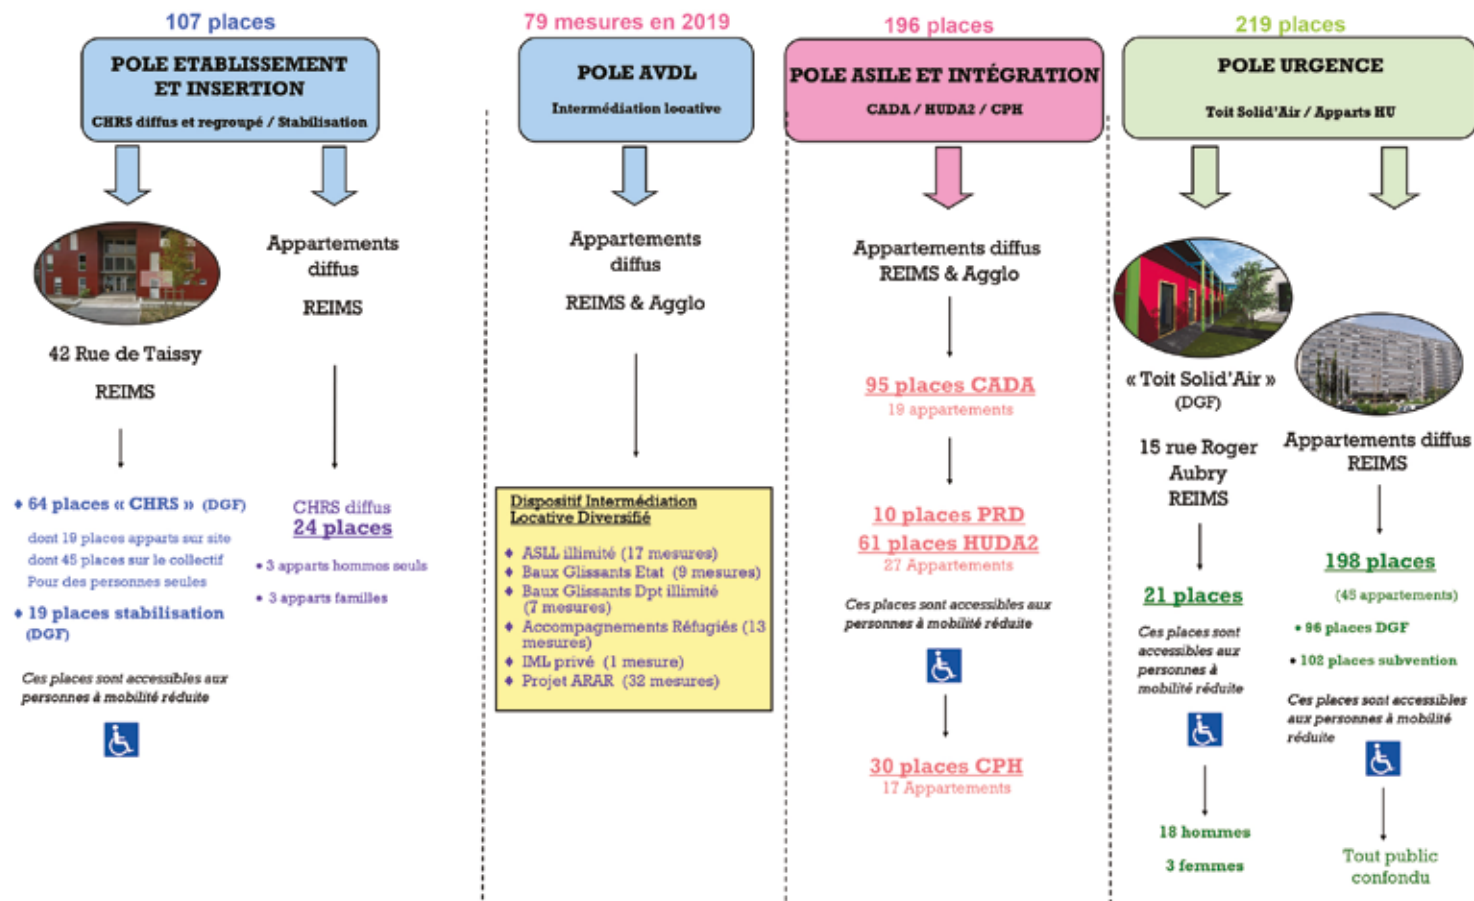 107 places
POLE ETABLISSEMENT
ET INSERTION
CHRS diffus et regroupé / Stabilisation
42 Rue de Taissy
REIMS
♦ 64 places « CHRS » (DGF)
dont 19 places apparts sur site
dont 45 places sur le collectif
Pour des personnes seules
♦ 19 places stabilisation
(DGF)
Ces places sont accessibles aux
personnes à mobilité réduite
Appartements
diffus
REIMS
CHRS diffus
24 places
• 3 apparts hommes seuls
• 3 apparts familles
79 mesures en 2019
POLE AVDL
Intermédiation locative
Appartements
diffus
REIMS & Agglo
Dispositif Intermédiation
Locative Diversifié
♦ ASLL illimité (17 mesures)
♦ Baux Glissants Etat (9 mesures)
♦ Baux Glissants Dpt illimité
(7 mesures)
♦ Accompagnements Réfugiés (13
mesures)
♦ IML privé (1 mesure)
♦ Projet ARAR (32 mesures)
196 places
POLE ASILE ET INTÉGRATION
CADA / HUDA2 / CPH
Appartements diffus
REIMS & Agglo
95 places CADA
19 appartements
10 places PRD
61 places HUDA2
27 Appartements
Ces places sont accessibles aux
personnes à mobilité réduite
30 places CPH
17 Appartements
219 places
POLE URGENCE
Toit Solid'Air / Apparts HU
« Toit Solid'Air »
(DGF)
15 rue Roger
Aubry
REIMS
21 places
Ces places sont
accessibles aux
personnes à
mobilité réduite
18 hommes
3 femmes
Appartements diffus
REIMS
198 places
(45 appartements)
• 96 places DGF
• 102 places subvention
Ces places sont accessibles
aux personnes à mobilité
réduite
Tout public
confondu